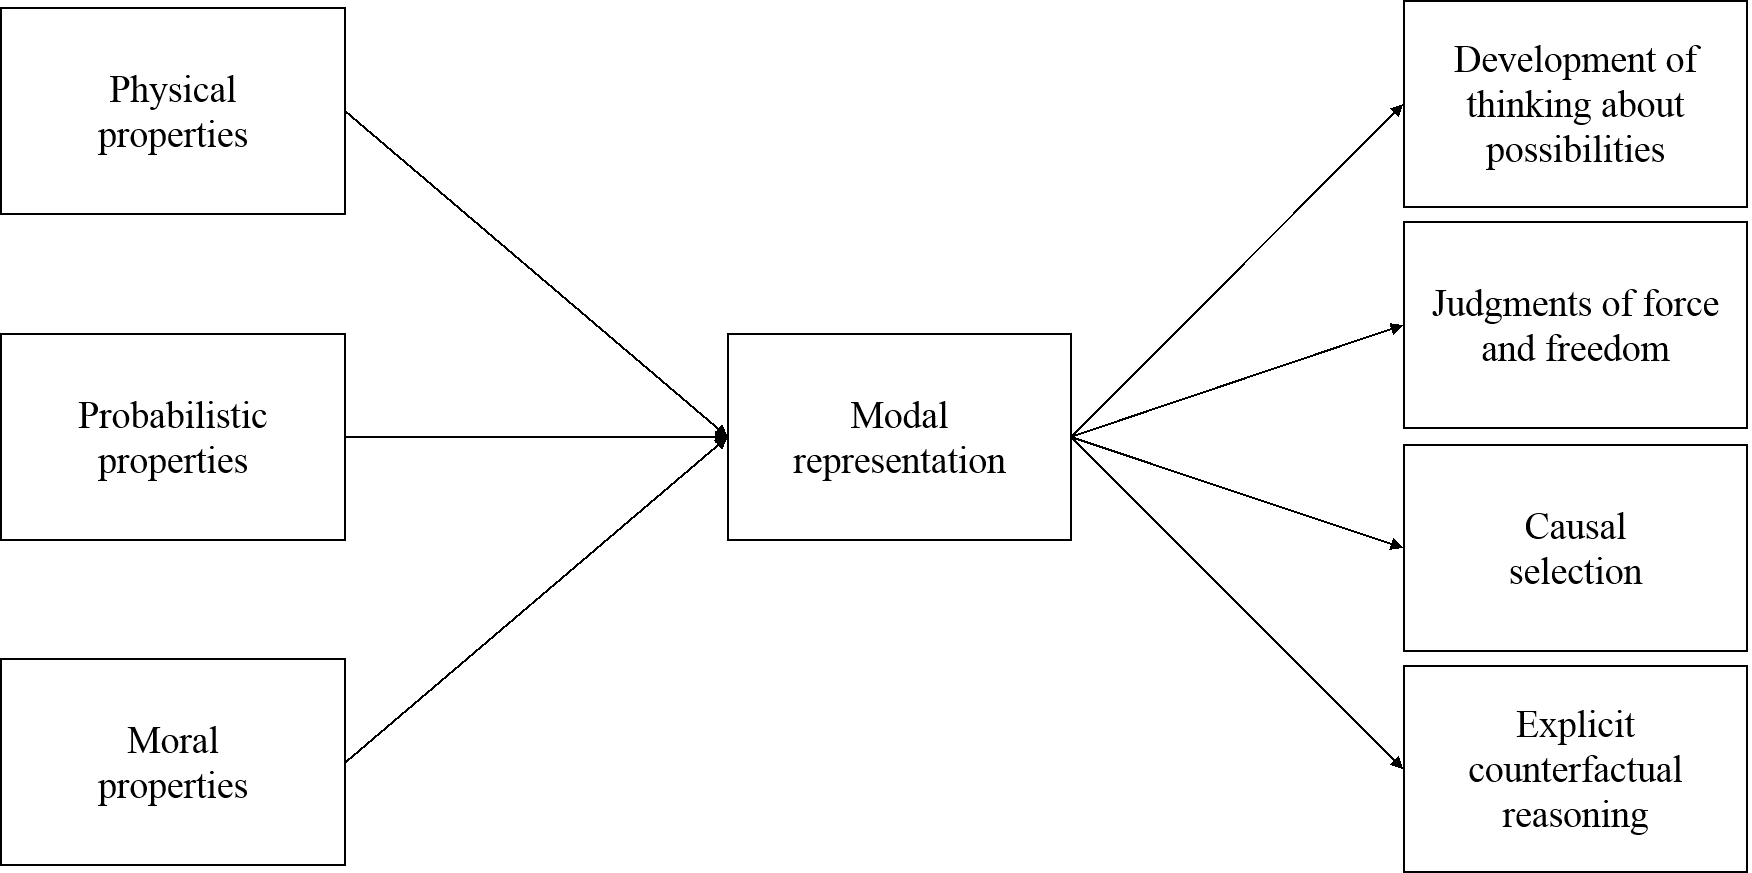 Physical
properties
Probabilistic
properties
Moral
properties
Modal
representation
Development of
thinking about
possibilities
Judgments of force
and freedom
Causal
selection
Explicit
counterfactual
reasoning